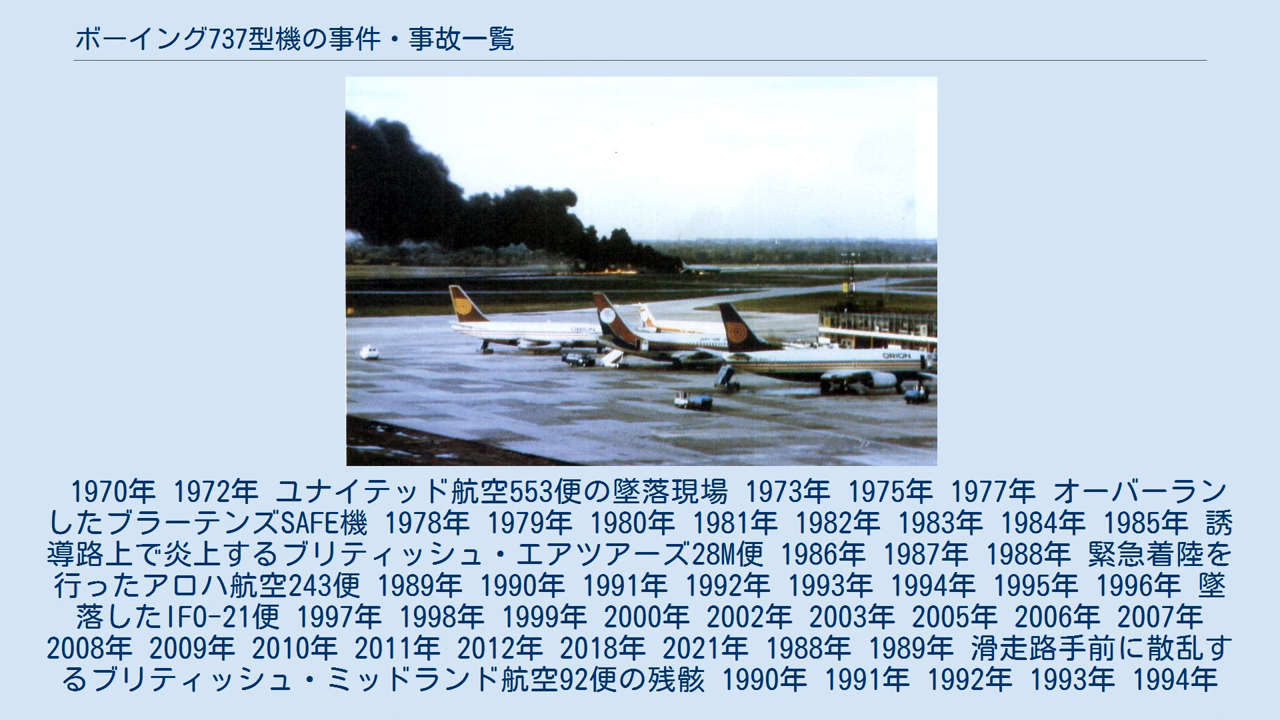 ボーイング737型機の事件・事故一覧
ORION
ORION
1970年 1972年 ユナイテッド航空553便の墜落現場 1973年 1975年 1977年 オーバーラン
したブラーテンズSAFE機 1978年 1979年 1980年 1981年 1982年 1983年 1984年 1985年 誘
導路上で炎上するブリティッシュ・エアツアーズ28M便 1986年 1987年 1988年 緊急着陸を
行ったアロハ航空243便 1989年 1990年 1991年 1992年 1993年 1994年 1995年 1996年 墜
落したIFO-21便 1997年 1998年 1999年 2000年 2002年 2003年 2005年 2006年 2007年
2008年 2009年 2010年 2011年 2012年 2018年 2021年 1988年 1989年 滑走路手前に散乱す
るブリティッシュ・ミッドランド航空92便の残骸 1990年 1991年 1992年 1993年 1994年